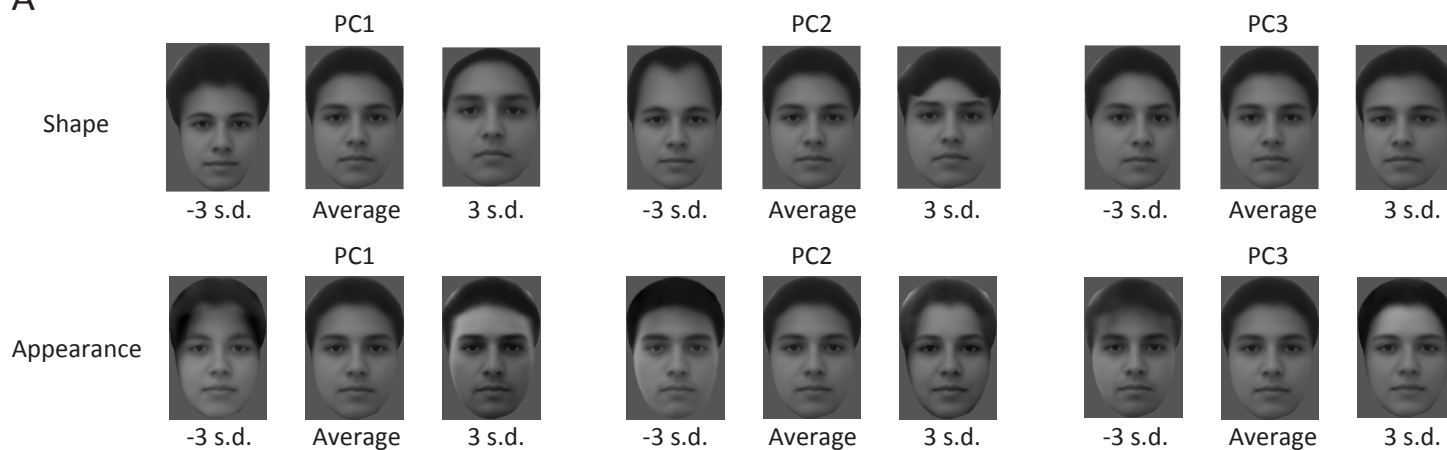 A
PC1 PC2 PC3
Shape
-3 s.d. Average 3 s.d. -3 s.d. Average 3 s.d. -3 s.d. Average 3 s.d.
PC1 PC2 PC3
Appearance
-3 s.d. Average 3 s.d. -3 s.d. Average 3 s.d. -3 s.d. Average 3 s.d.